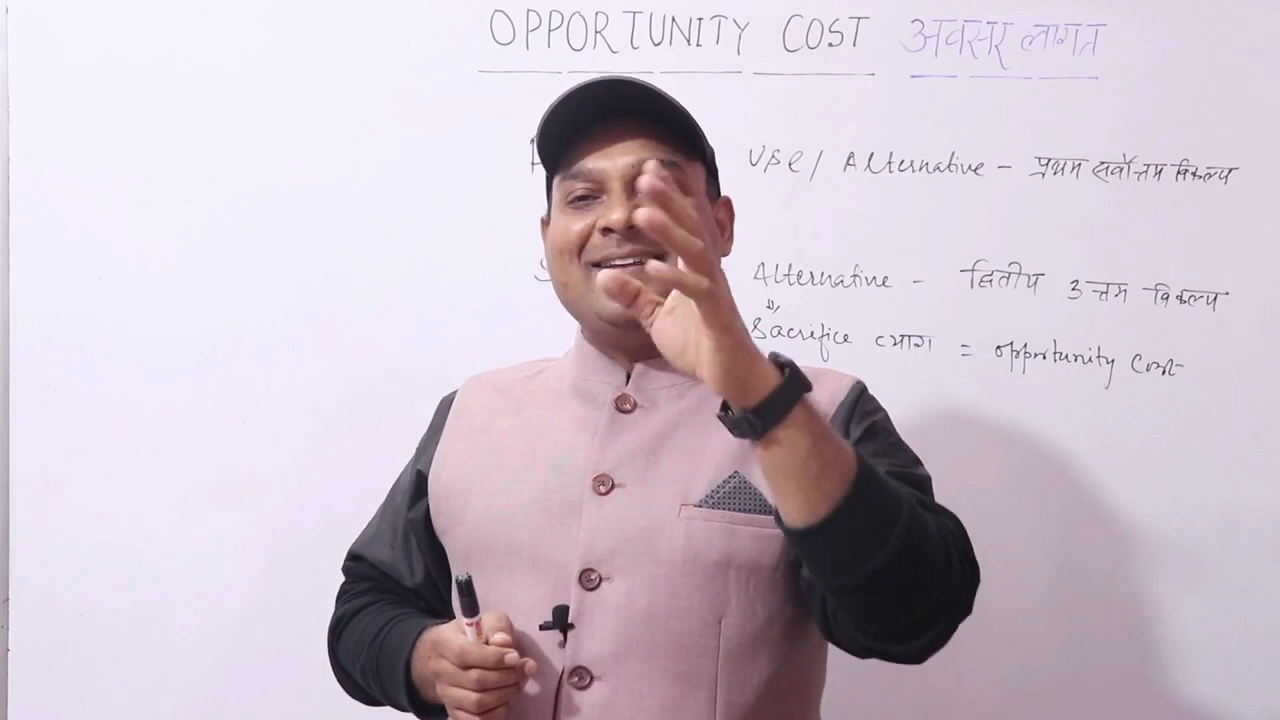 OPPORTUNITY COST अवसर लागत
Use / Alternative - प्रथम सर्वोत्तम विकल्प
Alternative - द्वितीय उत्तम विकल्प
Sacrifice त्याग = opportunity cost